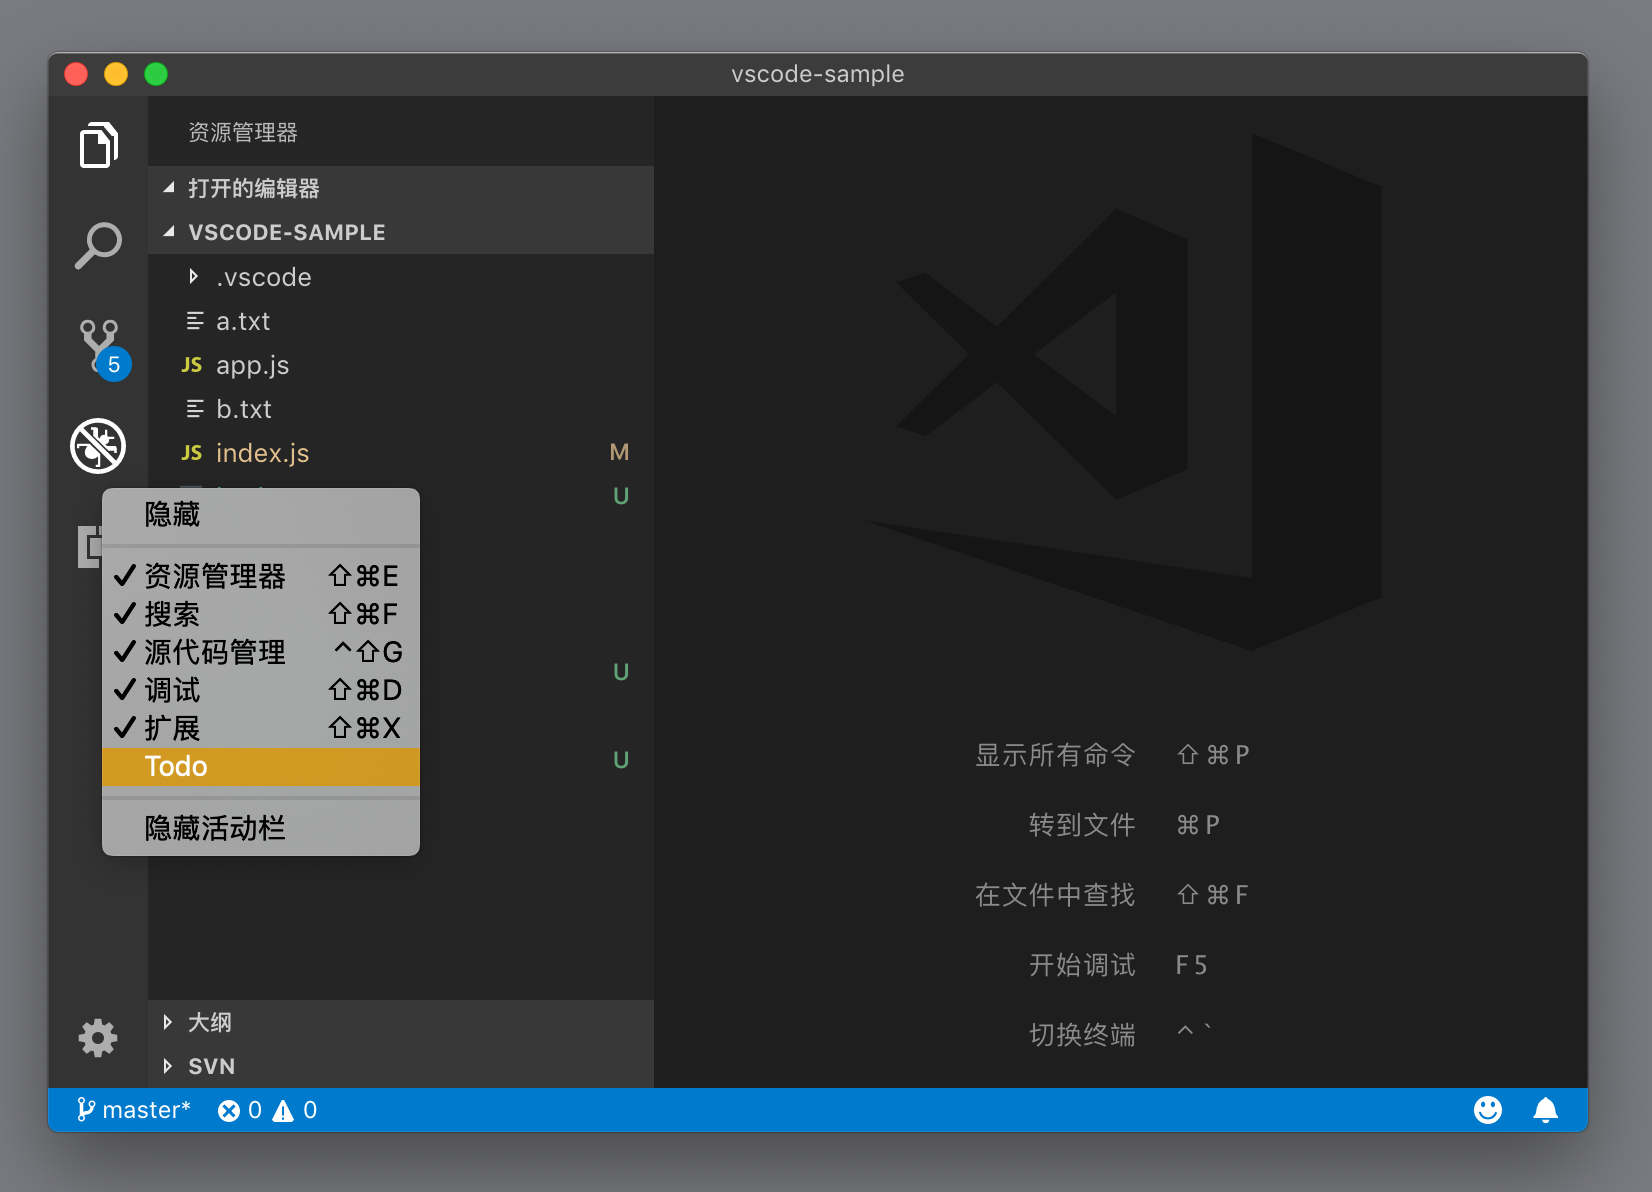 vscode-sample
资源管理器
打开的编辑器
VSCODE-SAMPLE
.vscode
a.txt
JS app.js
b.txt
JS index.js M
U
U
U
5
隐藏
资源管理器 ⇧⌘E
搜索 ⇧⌘F
源代码管理 ^⇧G
调试 ⇧⌘D
扩展 ⇧⌘X
Todo
隐藏活动栏
显示所有命令 ⇧⌘P
转到文件 ⌘P
在文件中查找 ⇧⌘F
开始调试 F5
切换终端 ^`
大纲
SVN
master* 0 0